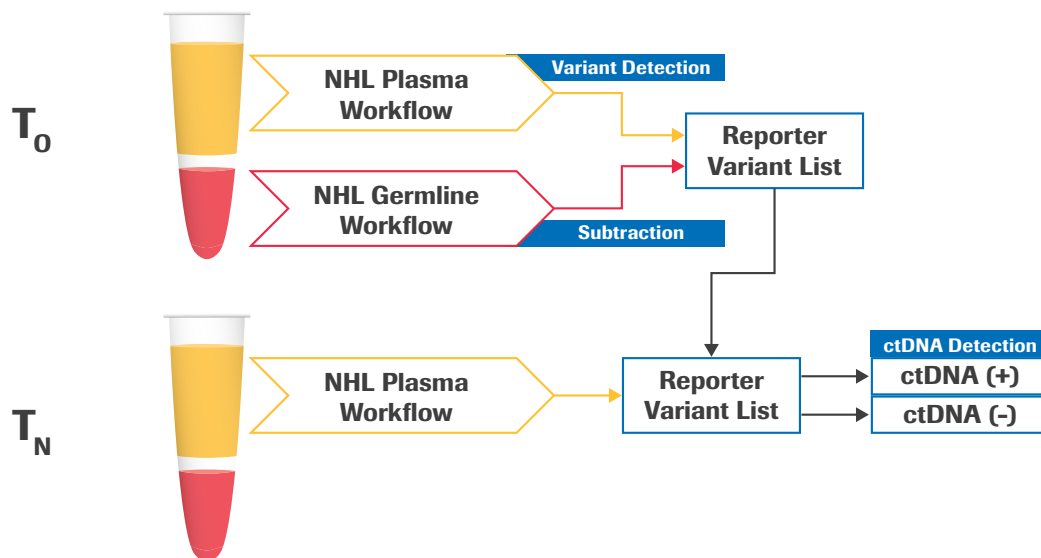 T0
NHL Plasma
Workflow
Variant Detection
Reporter
Variant List
NHL Germline
Workflow
Subtraction
TN
NHL Plasma
Workflow
Reporter
Variant List
ctDNA Detection
ctDNA (+)
ctDNA (-)